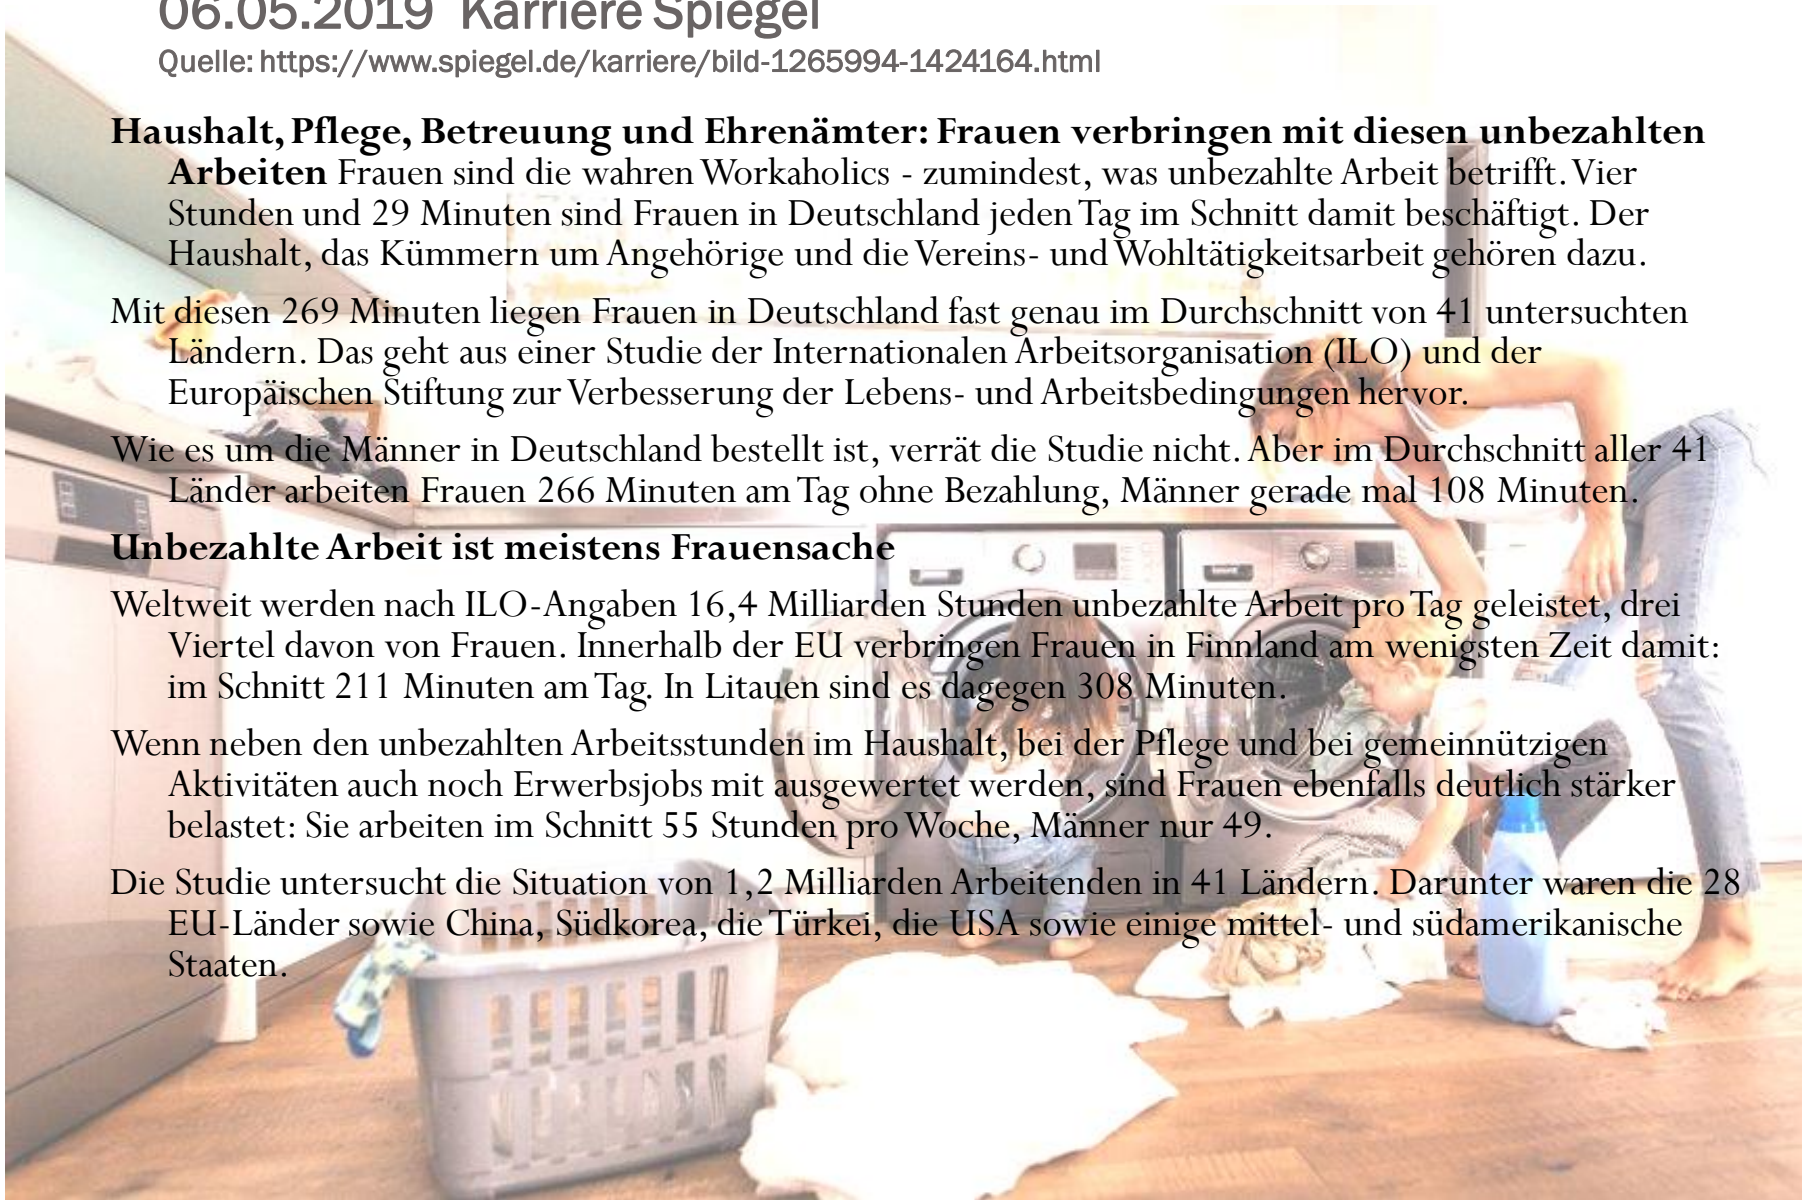 06.05.2019 Karriere Spiegel
Quelle: https://www.spiegel.de/karriere/bild-1265994-1424164.html
Haushalt, Pflege, Betreuung und Ehrenämter: Frauen verbringen mit diesen unbezahlten
Arbeiten Frauen sind die wahren Workaholics - zumindest, was unbezahlte Arbeit betrifft. Vier
Stunden und 29 Minuten sind Frauen in Deutschland jeden Tag im Schnitt damit beschäftigt. Der
Haushalt, das Kümmern um Angehörige und die Vereins- und Wohltätigkeitsarbeit gehören dazu.
Mit diesen 269 Minuten liegen Frauen in Deutschland fast genau im Durchschnitt von 41 untersuchten
Ländern. Das geht aus einer Studie der Internationalen Arbeitsorganisation (ILO) und der
Europäischen Stiftung zur Verbesserung der Lebens- und Arbeitsbedingungen hervor.
Wie es um die Männer in Deutschland bestellt ist, verrät die Studie nicht. Aber im Durchschnitt aller 41
Länder arbeiten Frauen 266 Minuten am Tag ohne Bezahlung, Männer gerade mal 108 Minuten.
Unbezahlte Arbeit ist meistens Frauensache
Weltweit werden nach ILO-Angaben 16,4 Milliarden Stunden unbezahlte Arbeit pro Tag geleistet, drei
Viertel davon von Frauen. Innerhalb der EU verbringen Frauen in Finnland am wenigsten Zeit damit:
im Schnitt 211 Minuten am Tag. In Litauen sind es dagegen 308 Minuten.
Wenn neben den unbezahlten Arbeitsstunden im Haushalt, bei der Pflege und bei gemeinnützigen
Aktivitäten auch noch Erwerbsjobs mit ausgewertet werden, sind Frauen ebenfalls deutlich stärker
belastet: Sie arbeiten im Schnitt 55 Stunden pro Woche, Männer nur 49.
Die Studie untersucht die Situation von 1,2 Milliarden Arbeitenden in 41 Ländern. Darunter waren die 28
EU-Länder sowie China, Südkorea, die Türkei, die USA sowie einige mittel- und südamerikanische
Staaten.